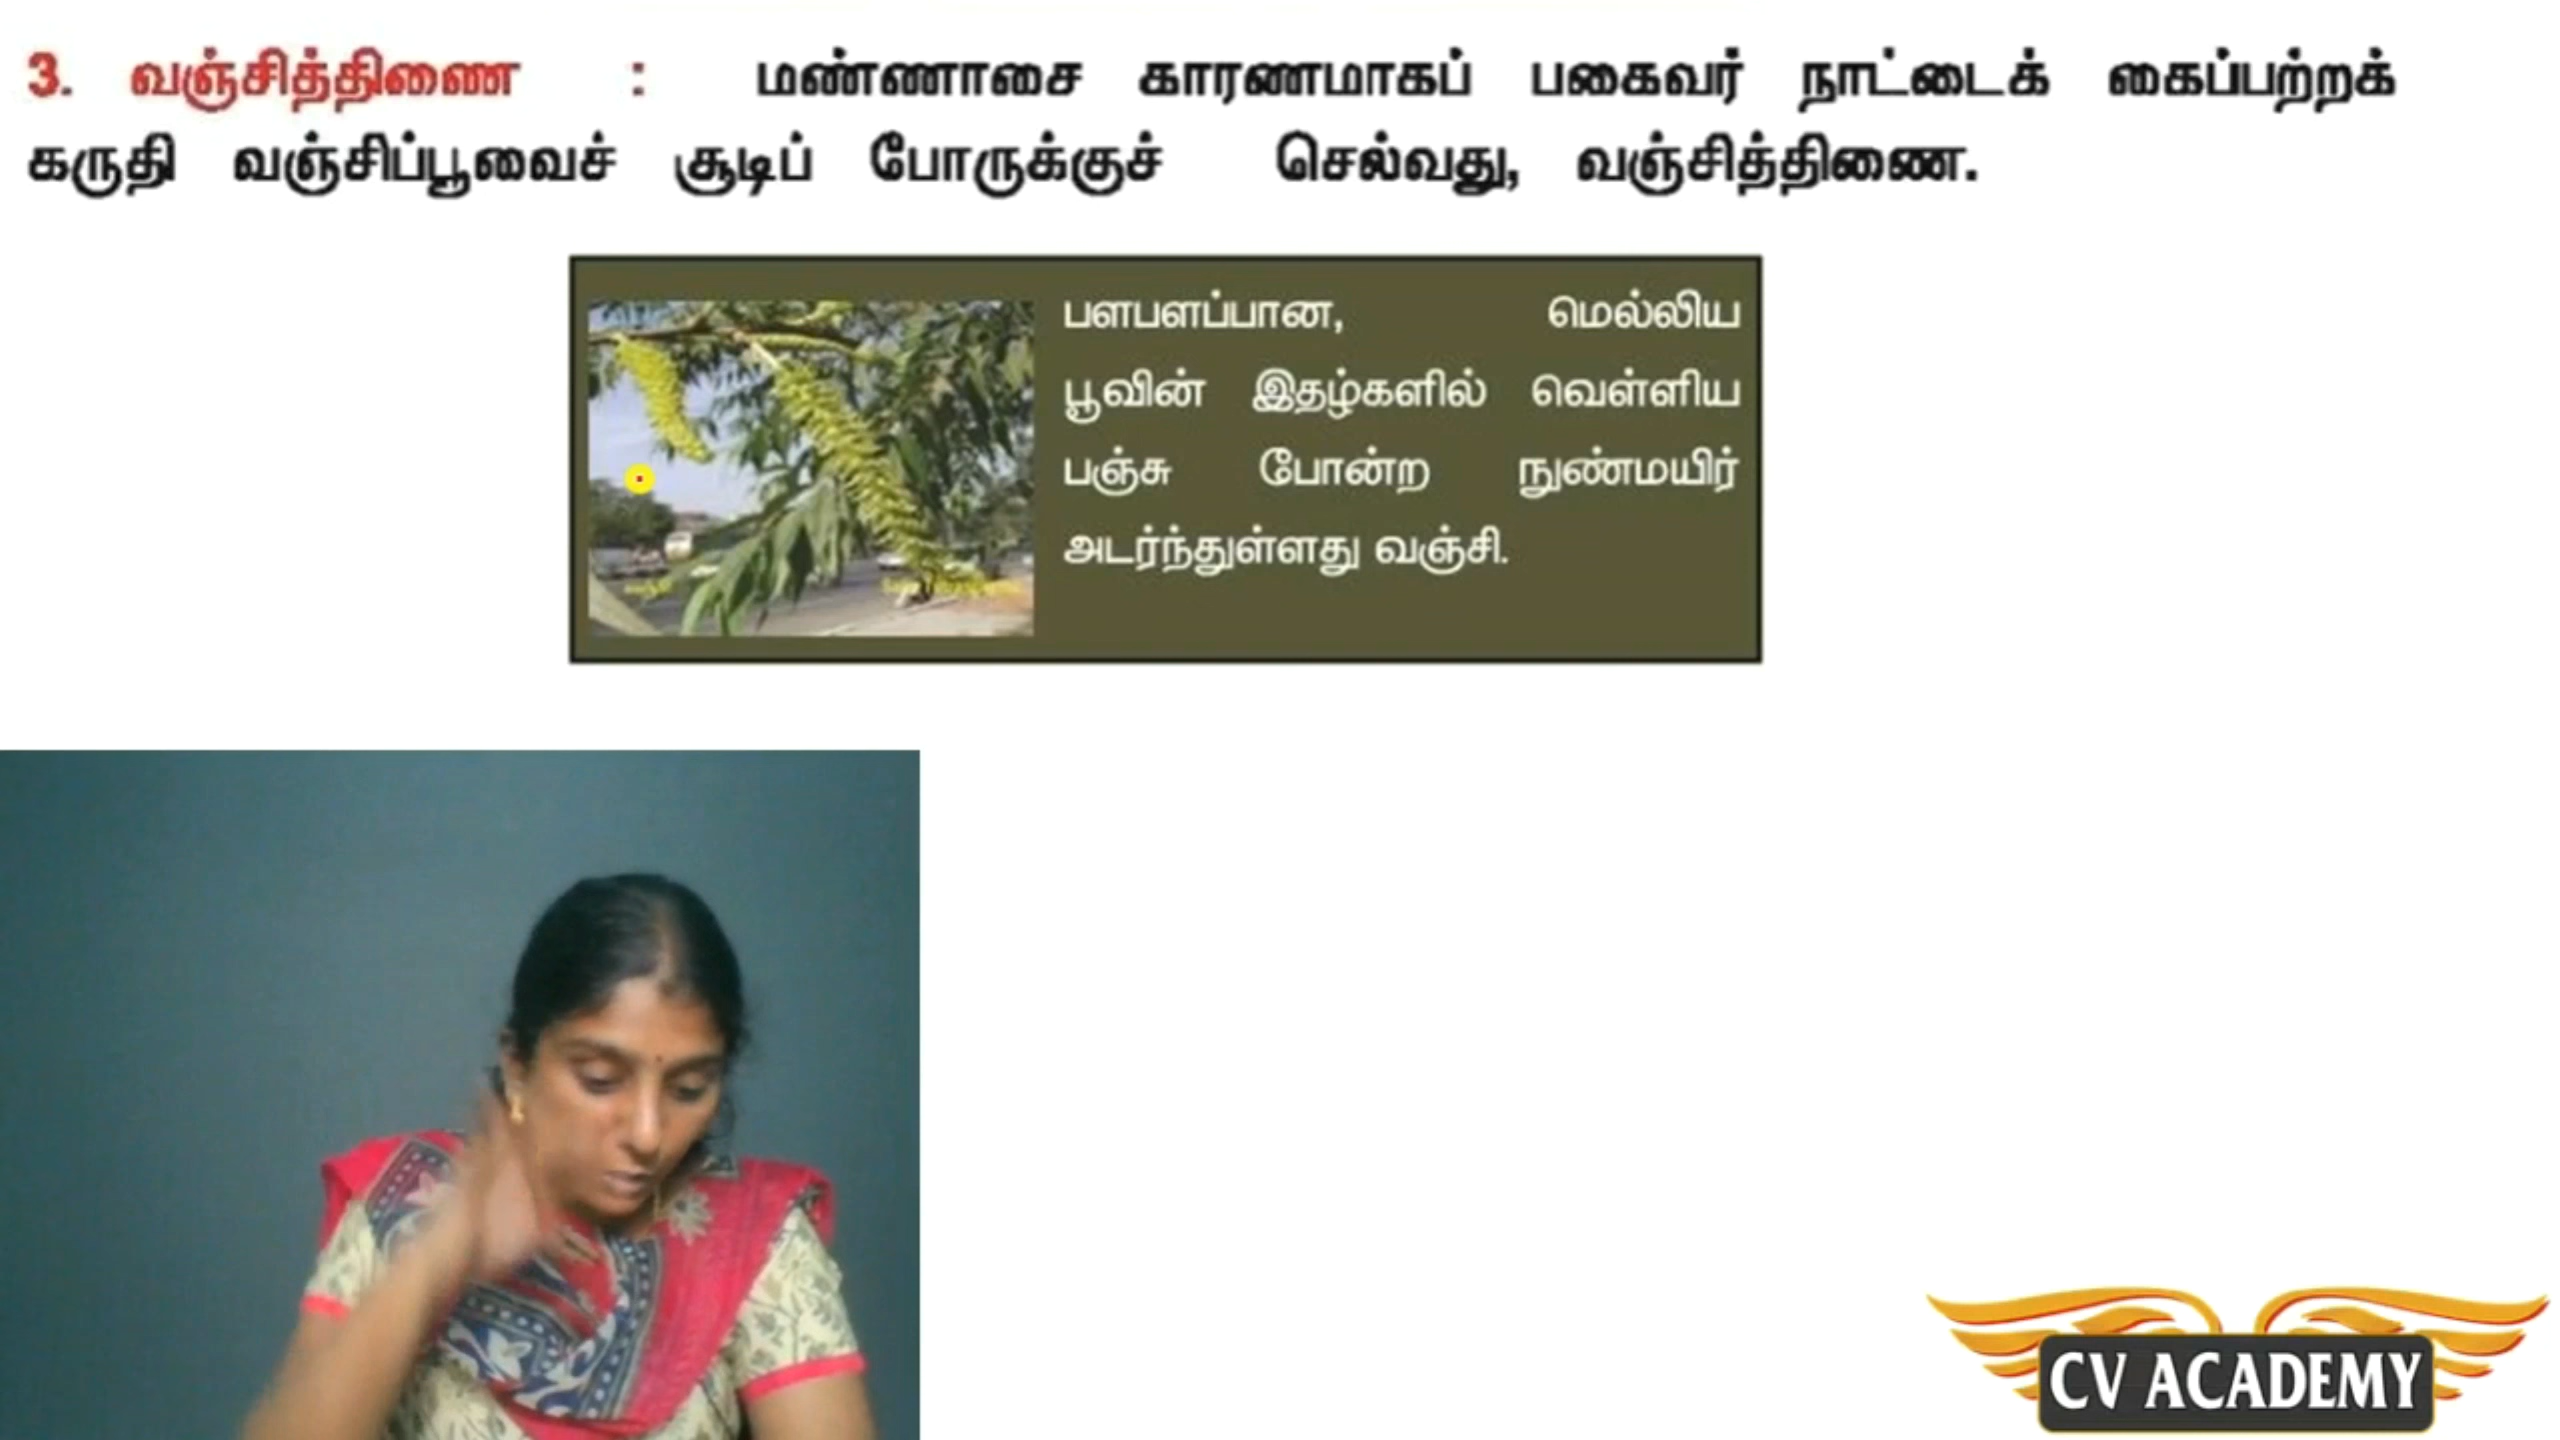 3. வஞ்சித்திணை : மண்ணாசை காரணமாகப் பகைவர் நாட்டைக் கைப்பற்றக்
கருதி வஞ்சிப்பூவைச் சூடிப் போருக்குச் செல்வது, வஞ்சித்திணை.
பளபளப்பான, மெல்லிய
பூவின் இதழ்களில் வெள்ளிய
பஞ்சு போன்ற நுண்மயிர்
அடர்ந்துள்ளது வஞ்சி.
CV ACADEMY